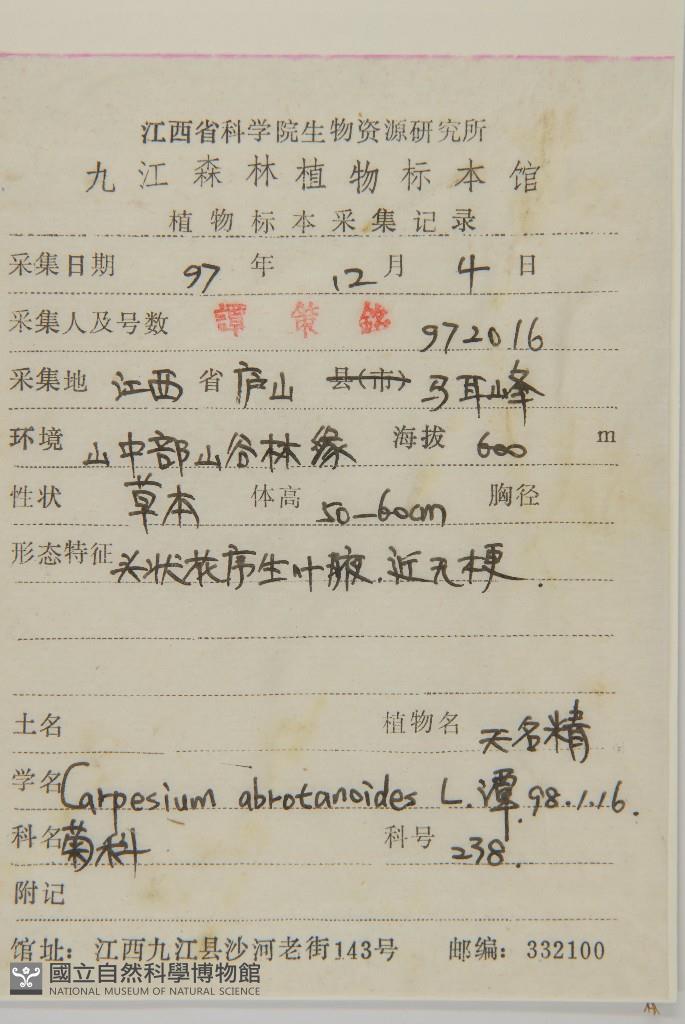 江西省科学院生物资源研究所
九江森林植物标本馆
植物标本采集记录
采集日期 97 年 12 月 4 日
采集人及号数 譚策銘 972016
采集地 江西 省 庐山 县(市) 马耳峰
环境 山中部山谷林缘 海拔 600 m
性状 草本 体高 50-60cm 胸径
形态特征 头状花序生叶腋.近无梗.
土名 植物名 天名精
学名 Carpesium abrotanoides L. 谭.98.1.16.
科名 菊科 科号 238.
附记
馆址: 江西九江县沙河老街143号 邮编: 332100
國立自然科學博物館
NATIONAL MUSEUM OF NATURAL SCIENCE